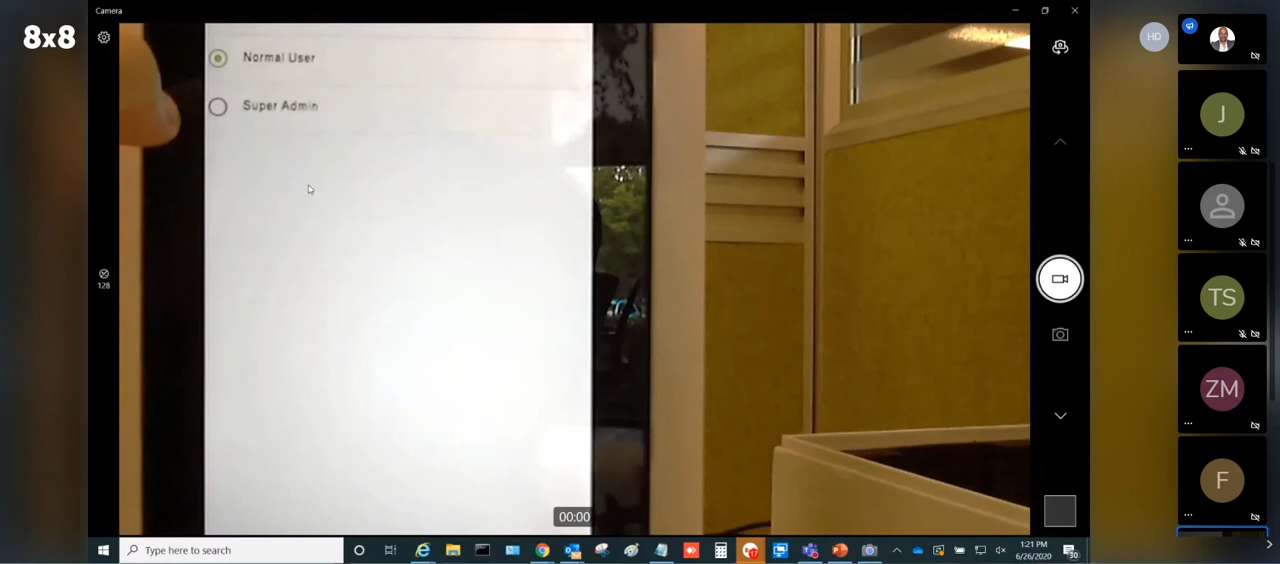 8x8
Camera
HD
Normal User
Super Admin
J
128
TS
ZM
F
00:00
Type here to search
1:21 PM
6/26/2020
30